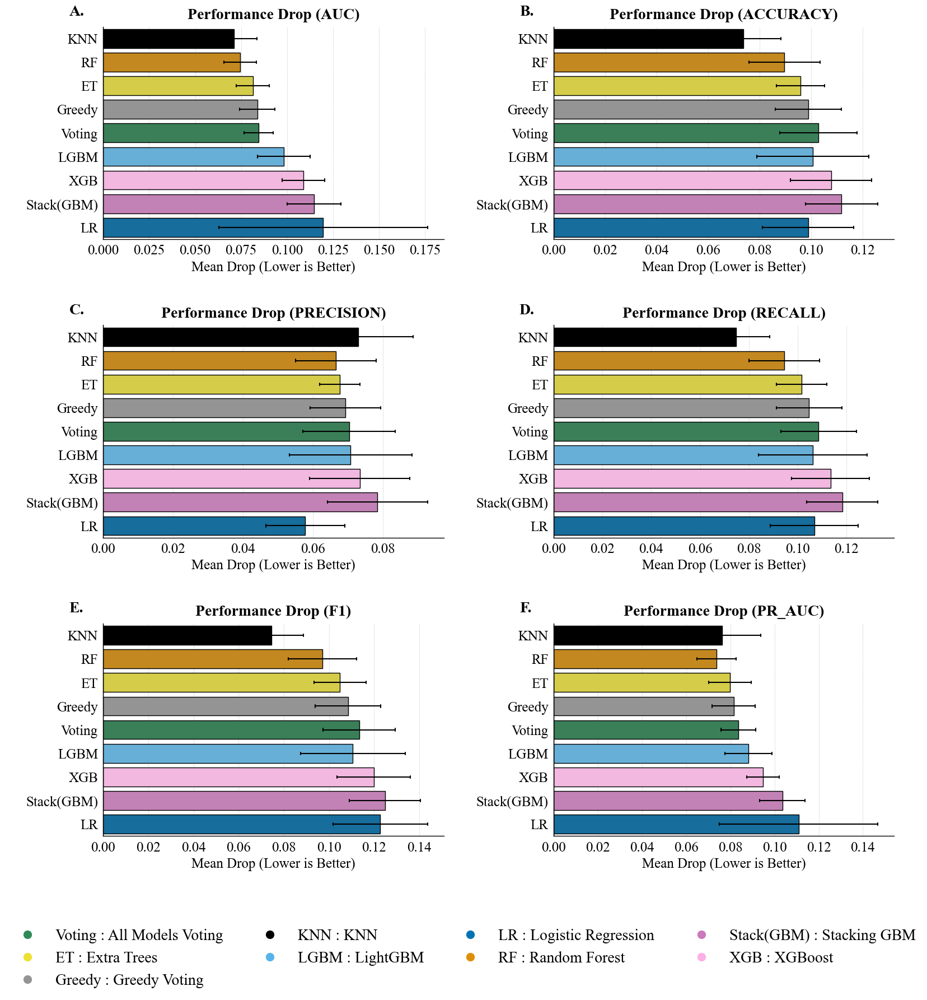 A.
Performance Drop (AUC)
KNN
RF
ET
Greedy
Voting
LGBM
XGB
Stack(GBM)
LR
0.000 0.025 0.050 0.075 0.100 0.125 0.150 0.175
Mean Drop (Lower is Better)
B.
Performance Drop (ACCURACY)
KNN
RF
ET
Greedy
Voting
LGBM
XGB
Stack(GBM)
LR
0.00 0.02 0.04 0.06 0.08 0.10 0.12
Mean Drop (Lower is Better)
C.
Performance Drop (PRECISION)
KNN
RF
ET
Greedy
Voting
LGBM
XGB
Stack(GBM)
LR
0.00 0.02 0.04 0.06 0.08
Mean Drop (Lower is Better)
D.
Performance Drop (RECALL)
KNN
RF
ET
Greedy
Voting
LGBM
XGB
Stack(GBM)
LR
0.00 0.02 0.04 0.06 0.08 0.10 0.12
Mean Drop (Lower is Better)
E.
Performance Drop (F1)
KNN
RF
ET
Greedy
Voting
LGBM
XGB
Stack(GBM)
LR
0.00 0.02 0.04 0.06 0.08 0.10 0.12 0.14
Mean Drop (Lower is Better)
F.
Performance Drop (PR_AUC)
KNN
RF
ET
Greedy
Voting
LGBM
XGB
Stack(GBM)
LR
0.00 0.02 0.04 0.06 0.08 0.10 0.12 0.14
Mean Drop (Lower is Better)
Voting : All Models Voting
ET : Extra Trees
Greedy : Greedy Voting
KNN : KNN
LGBM : LightGBM
LR : Logistic Regression
RF : Random Forest
Stack(GBM) : Stacking GBM
XGB : XGBoost